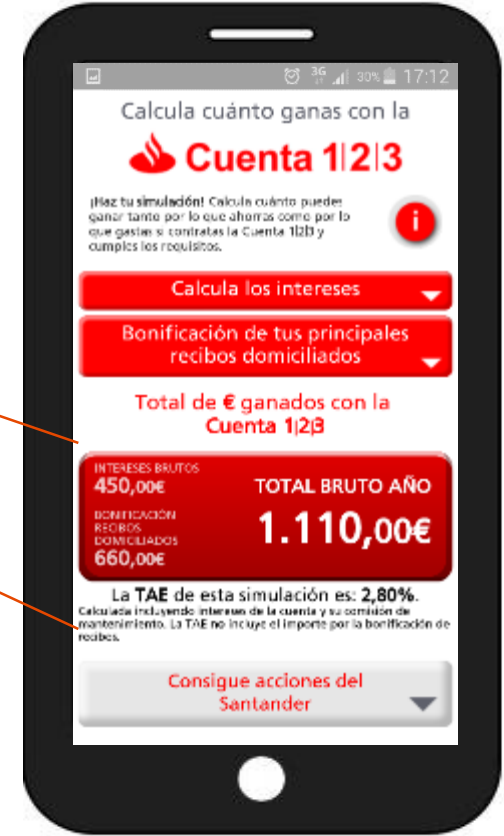 3G 30% 17:12
Calcula cuánto ganas con la
Cuenta 1|2|3
¡Haz tu simulación! Calcula cuánto puedes
ganar tanto por lo que ahorras como por lo
que gastas si contratas la Cuenta 1|2|3 y
cumples los requisitos.
i
Calcula los intereses
Bonificación de tus principales
recibos domiciliados
Total de € ganados con la
Cuenta 1|2|3
INTERESES BRUTOS
450,00€
BONIFICACIÓN
RECIBOS
DOMICILIADOS
660,00€
TOTAL BRUTO AÑO
1.110,00€
La TAE de esta simulación es: 2,80%.
Calculada incluyendo intereses de la cuenta y su comisión de
mantenimiento. La TAE no incluye el importe por la bonificación de
recibos.
Consigue acciones del
Santander